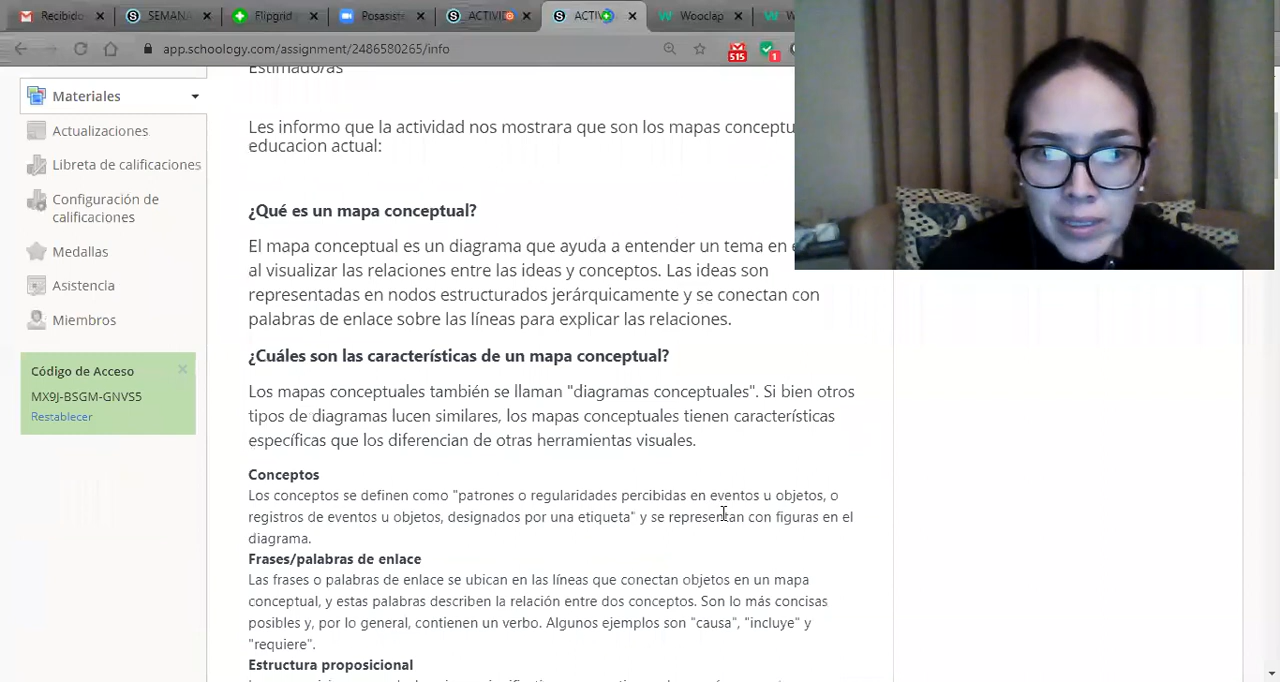 Recibido
SEMANA
Flipgrid
Posasiste
ACTIVID
ACTIV
Wooclap
W
app.schoology.com/assignment/2486580265/info
515
1
Estimador/as
Materiales
Les informo que la actividad nos mostrara que son los mapas conceptu
educacion actual:
Actualizaciones
Libreta de calificaciones
Configuración de
calificaciones
Medallas
Asistencia
Miembros
Código de Acceso
MX9J-BSGM-GNVS5
Restablecer
¿Qué es un mapa conceptual?
El mapa conceptual es un diagrama que ayuda a entender un tema en e
al visualizar las relaciones entre las ideas y conceptos. Las ideas son
representadas en nodos estructurados jerárquicamente y se conectan con
palabras de enlace sobre las líneas para explicar las relaciones.
¿Cuáles son las características de un mapa conceptual?
Los mapas conceptuales también se llaman "diagramas conceptuales". Si bien otros
tipos de diagramas lucen similares, los mapas conceptuales tienen características
específicas que los diferencian de otras herramientas visuales.
Conceptos
Los conceptos se definen como "patrones o regularidades percibidas en eventos u objetos, o
registros de eventos u objetos, designados por una etiqueta" y se representan con figuras en el
diagrama.
Frases/palabras de enlace
Las frases o palabras de enlace se ubican en las líneas que conectan objetos en un mapa
conceptual, y estas palabras describen la relación entre dos conceptos. Son lo más concisas
posibles y, por lo general, contienen un verbo. Algunos ejemplos son "causa", "incluye" y
"requiere".
Estructura proposicional